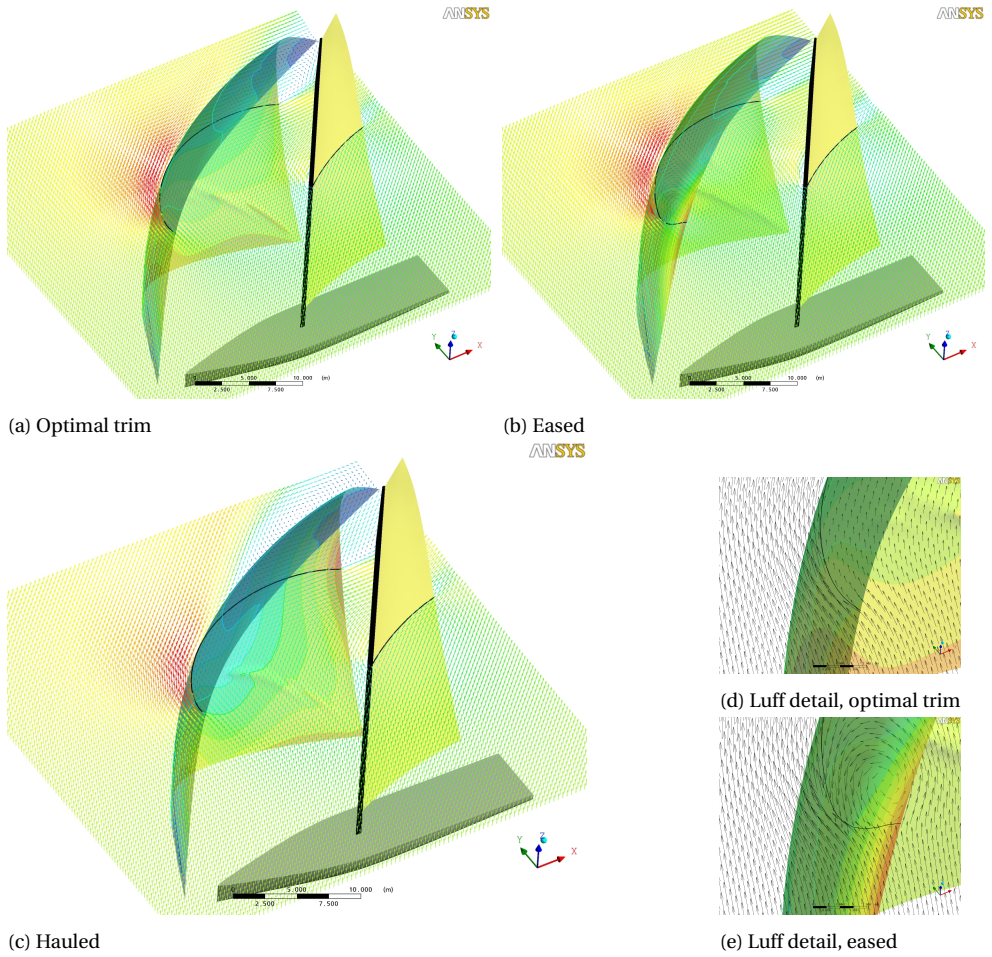 ANSYS
ANSYS
Y Z X
Y Z X
0 5.000 10.000 (m)
2.500 7.500
0 5.000 10.000 (m)
2.500 7.500
(a) Optimal trim
(b) Eased
ANSYS
ANSYS
(d) Luff detail, optimal trim
ANSYS
Y Z X
0 5.000 10.000 (m)
2.500 7.500
(c) Hauled
(e) Luff detail, eased